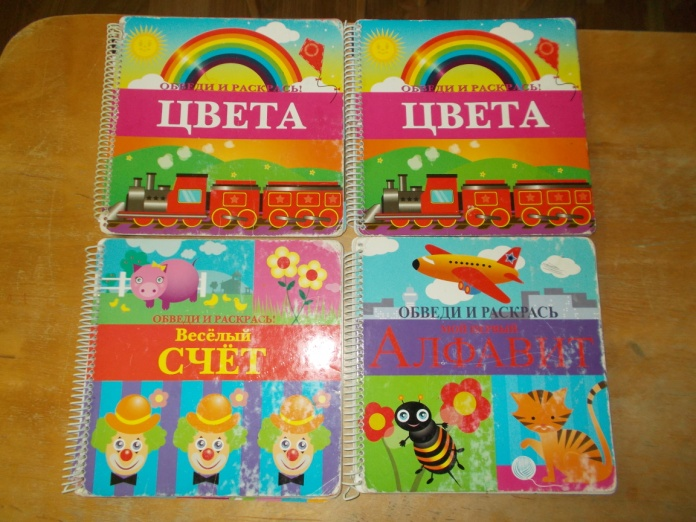 ОБВЕДИ И РАСКРАСЬ!
ЦВЕТА
ОБВЕДИ И РАСКРАСЬ!
ЦВЕТА
ОБВЕДИ И РАСКРАСЬ!
Весёлый
СЧЁТ
ОБВЕДИ И РАСКРАСЬ
АЛФАВИТ